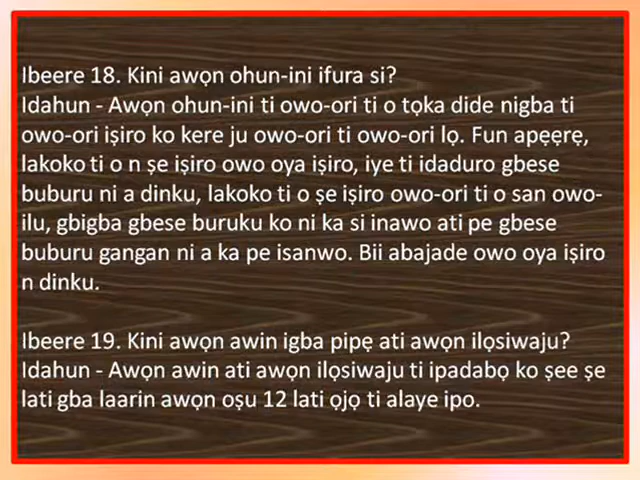 Ibeere 18. Kini awọn ohun-ini ifura si?
Idahun - Awọn ohun-ini ti owo-ori ti o tọka dide nigba ti
owo-ori iṣiro ko kere ju owo-ori ti owo-ori lọ. Fun apẹẹrẹ,
lakoko ti o n ṣe iṣiro owo oya iṣiro, iye ti idaduro gbese
buburu ni a dinku, lakoko ti o ṣe iṣiro owo-ori ti o san owo-
ilu, gbigba gbese buruku ko ni ka si inawo ati pe gbese
buburu gangan ni a ka pe isanwo. Bii abajade owo oya iṣiro
n dinku.
Ibeere 19. Kini awọn awin igba pipẹ ati awọn ilọsiwaju?
Idahun - Awọn awin ati awọn ilọsiwaju ti ipadabọ ko ṣee ṣe
lati gba laarin awọn oṣu 12 lati ọjọ ti alaye ipo.